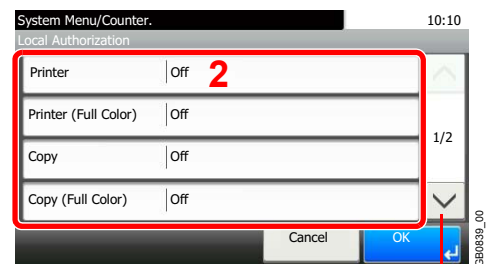 System Menu/Counter. 10:10
Local Authorization
Printer Off 2
Printer (Full Color) Off
1/2
Copy Off
Copy (Full Color) Off
Cancel OK
GB0839_00